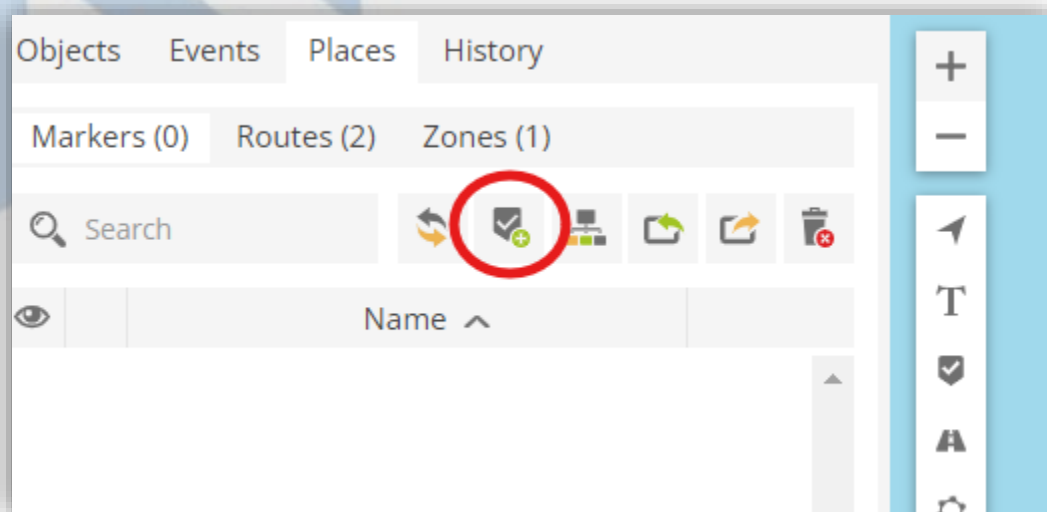 Objects Events Places History
Markers (0) Routes (2) Zones (1)
Search
Name
T